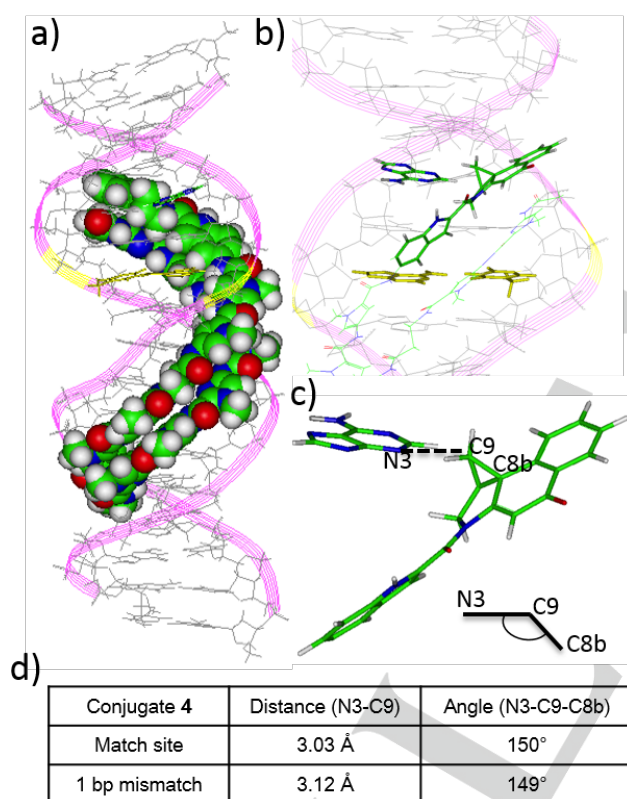 a)
b)
c)
N3
C9
C8b
N3
C9
C8b
d)
Conjugate 4 Distance (N3-C9) Angle (N3-C9-C8b)
Match site 3.03 Å 150°
1 bp mismatch 3.12 Å 149°